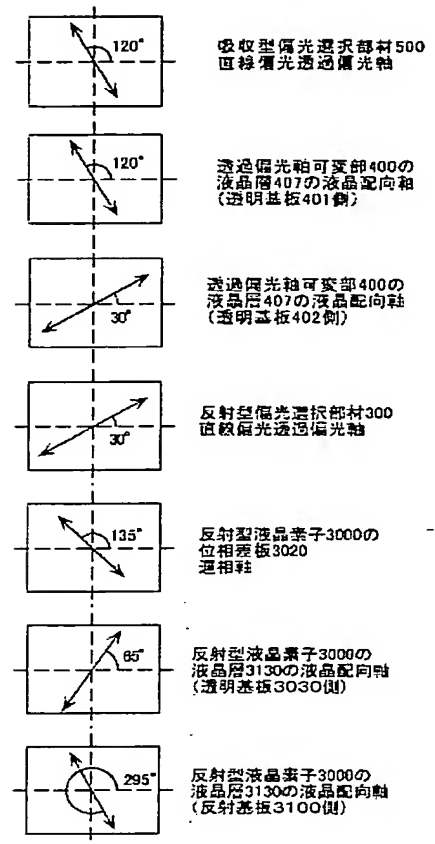 120°
吸収型偏光選択部材500
直線偏光透過偏光軸
120°
透過偏光軸可変部400の
液晶層407の液晶配向軸
(透明基板401側)
30°
透過偏光軸可変部400の
液晶層407の液晶配向軸
(透明基板402側)
30°
反射型偏光選択部材300
直線偏光透過偏光軸
135°
反射型液晶素子3000の
位相差板3020
遅相軸
65°
反射型液晶素子3000の
液晶層3130の液晶配向軸
(透明基板3030側)
295°
反射型液晶素子3000の
液晶層3130の液晶配向軸
(反射基板3100側)